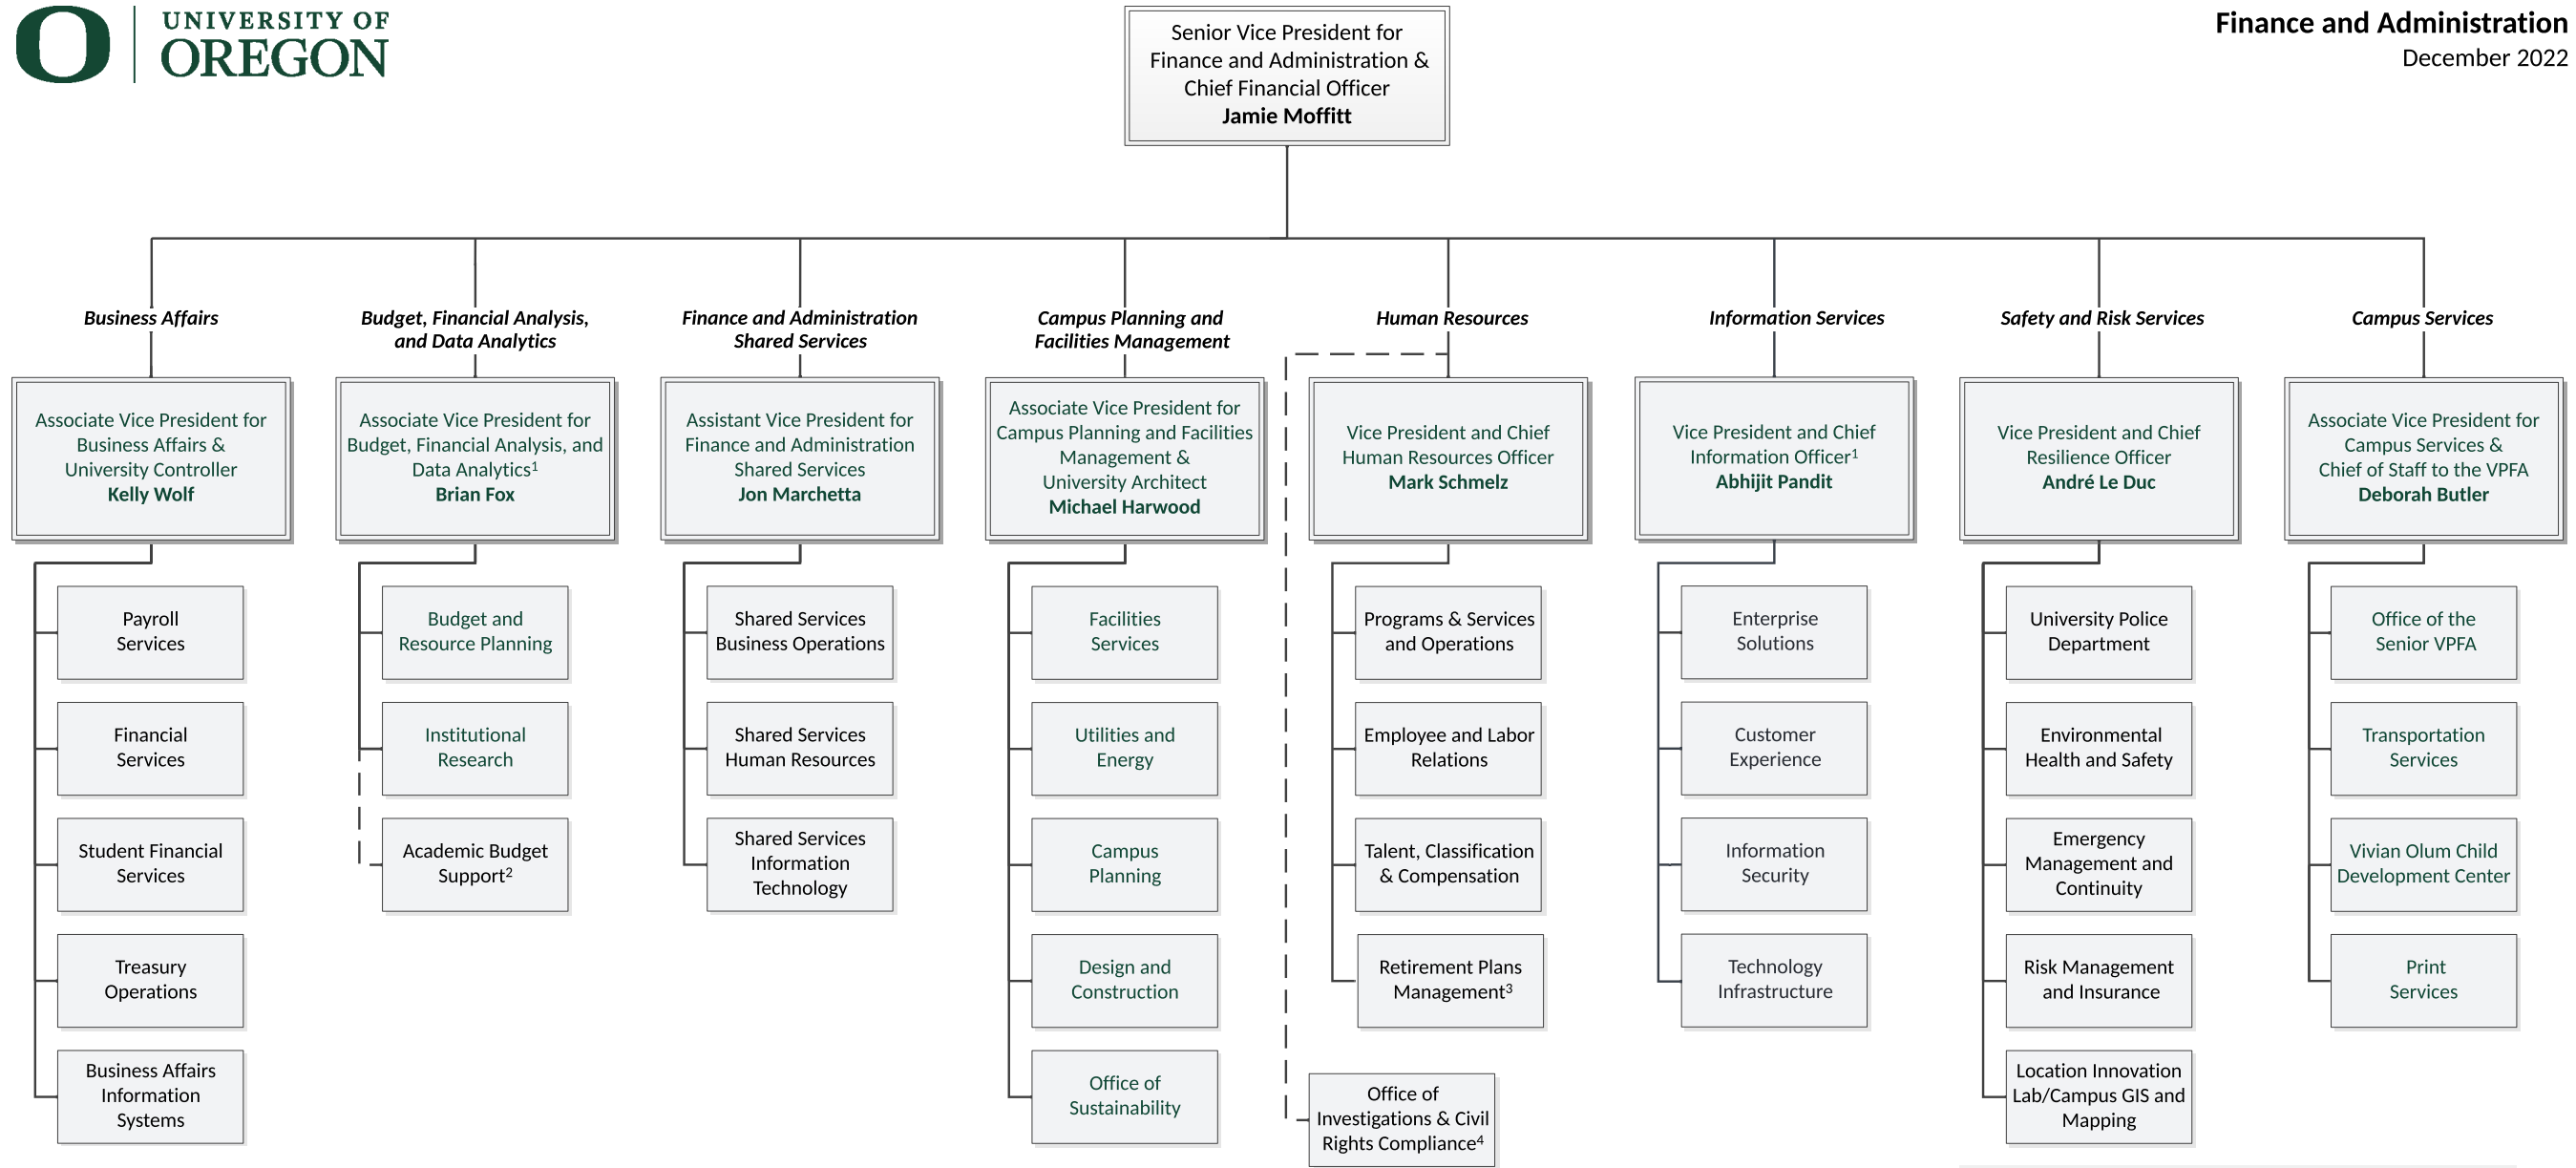 UNIVERSITY OF
OREGON
Senior Vice President for
Finance and Administration &
Chief Financial Officer
Jamie Moffitt
Finance and Administration
December 2022
Business Affairs
Associate Vice President for
Business Affairs &
University Controller
Kelly Wolf
Payroll
Services
Financial
Services
Student Financial
Services
Treasury
Operations
Business Affairs
Information
Systems
Budget, Financial Analysis,
and Data Analytics
Associate Vice President for
Budget, Financial Analysis, and
Data Analytics¹
Brian Fox
Budget and
Resource Planning
Institutional
Research
Academic Budget
Support²
Finance and Administration
Shared Services
Assistant Vice President for
Finance and Administration
Shared Services
Jon Marchetta
Shared Services
Business Operations
Shared Services
Human Resources
Shared Services
Information
Technology
Campus Planning and
Facilities Management
Associate Vice President for
Campus Planning and Facilities
Management &
University Architect
Michael Harwood
Facilities
Services
Utilities and
Energy
Campus
Planning
Design and
Construction
Office of
Sustainability
Human Resources
Vice President and Chief
Human Resources Officer
Mark Schmelz
Programs & Services
and Operations
Employee and Labor
Relations
Talent, Classification
& Compensation
Retirement Plans
Management³
Office of
Investigations & Civil
Rights Compliance⁴
Information Services
Vice President and Chief
Information Officer¹
Abhijit Pandit
Enterprise
Solutions
Customer
Experience
Information
Security
Technology
Infrastructure
Safety and Risk Services
Vice President and Chief
Resilience Officer
André Le Duc
University Police
Department
Environmental
Health and Safety
Emergency
Management and
Continuity
Risk Management
and Insurance
Location Innovation
Lab/Campus GIS and
Mapping
Campus Services
Associate Vice President for
Campus Services &
Chief of Staff to the VPFA
Deborah Butler
Office of the
Senior VPFA
Transportation
Services
Vivian Olum Child
Development Center
Print
Services